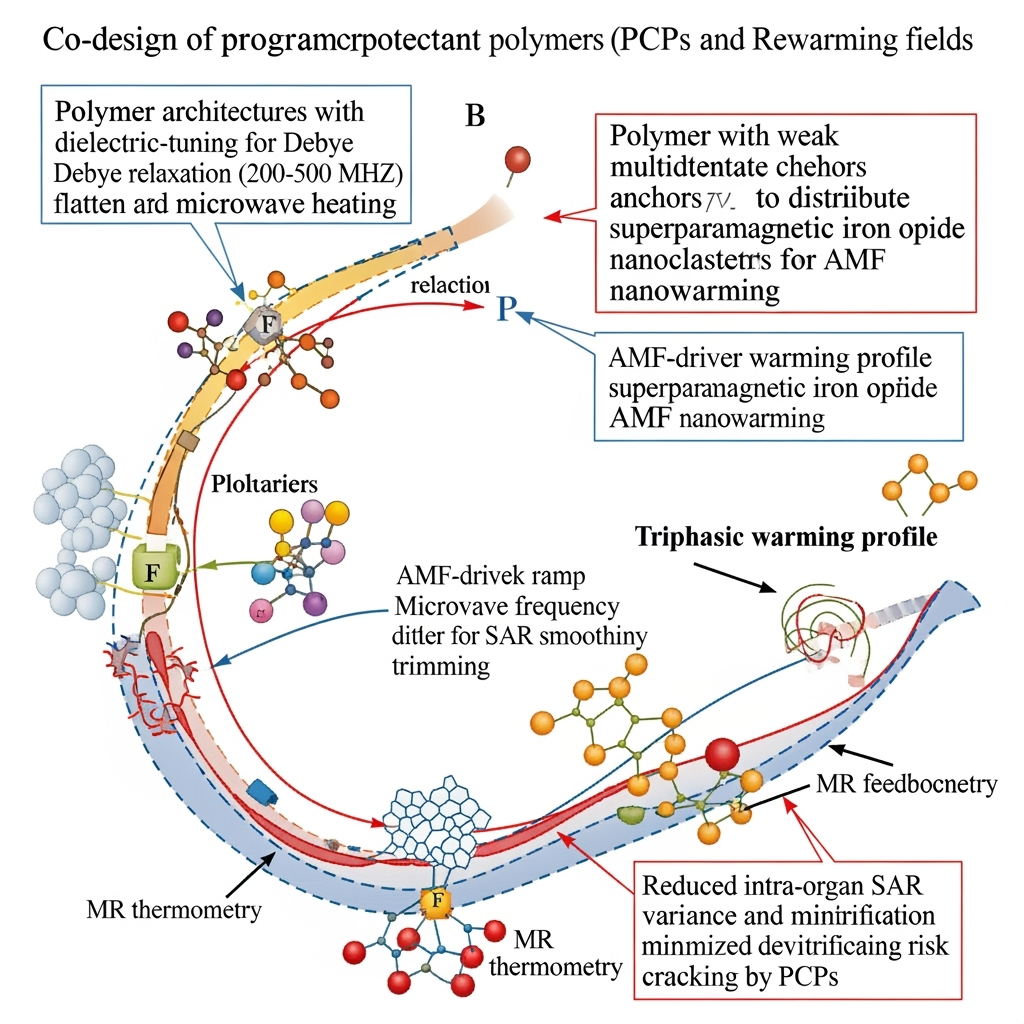 Co-design of programcrpotectant polymers (PCPs and Rewarming fields
Polymer architectures with
dielectric-tuning for Debye
Debye relaxation (200-500 MHZ)
flatten and microwave heating
B
Polymer with weak
multidtentate chehors
anchors to distriibute
superparamagnetic iron opide
nanoclastetrs for AMF
nanowarming
relactioı
P
AMF-driver warming profile
superparanagnetic iron opfide
AMF nanowarming
F
Ploltariers
Triphasic warming profile
F
AMF-drivek ramp
Microvave frequency
ditler for SAR smoothiny
trimming
MR feedbocnetry
MR thermometry
F
MR
thermometry
Reduced intra-organ SAR
variance and minitrification
minmized devitrificaing risk
cracking by PCPs